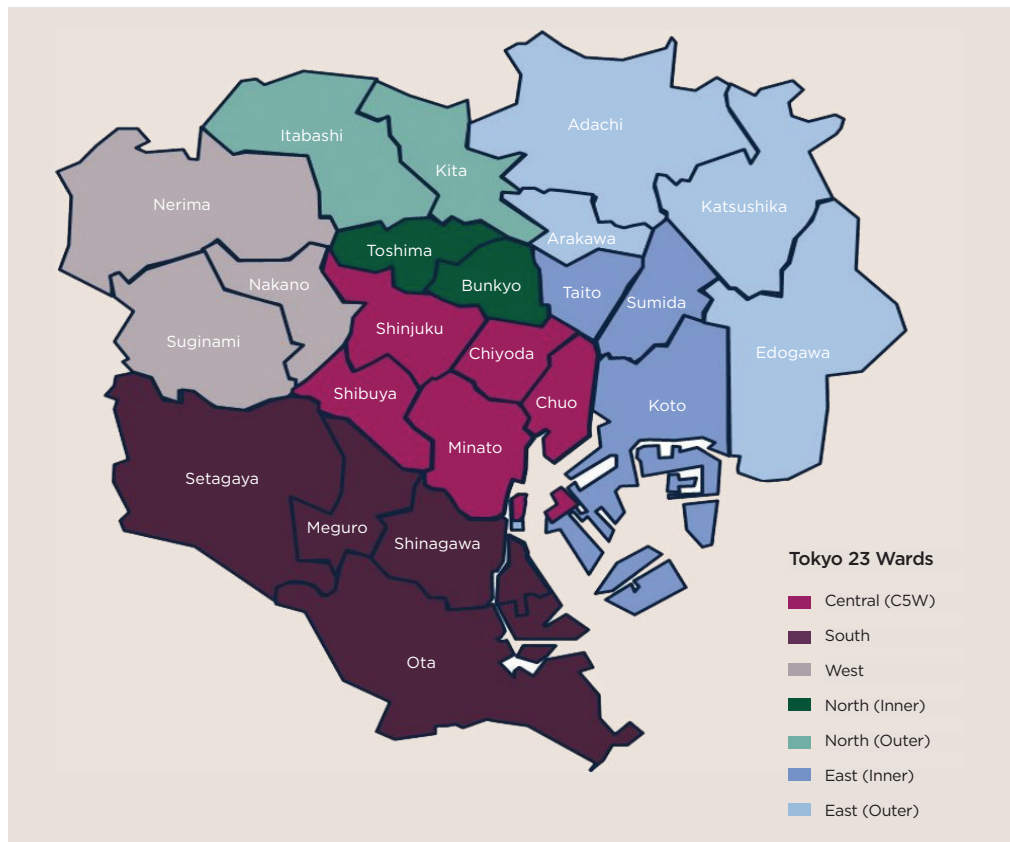 Adachi
Itabashi
Kita
Nerima
Katsushika
Arakawa
Toshima
Nakano
Bunkyo
Taito
Sumida
Shinjuku
Suginami
Chiyoda
Edogawa
Shibuya
Chuo
Koto
Minato
Setagaya
Meguro
Shinagawa
Ota
Tokyo 23 Wards
Central (C5W)
South
West
North (Inner)
North (Outer)
East (Inner)
East (Outer)